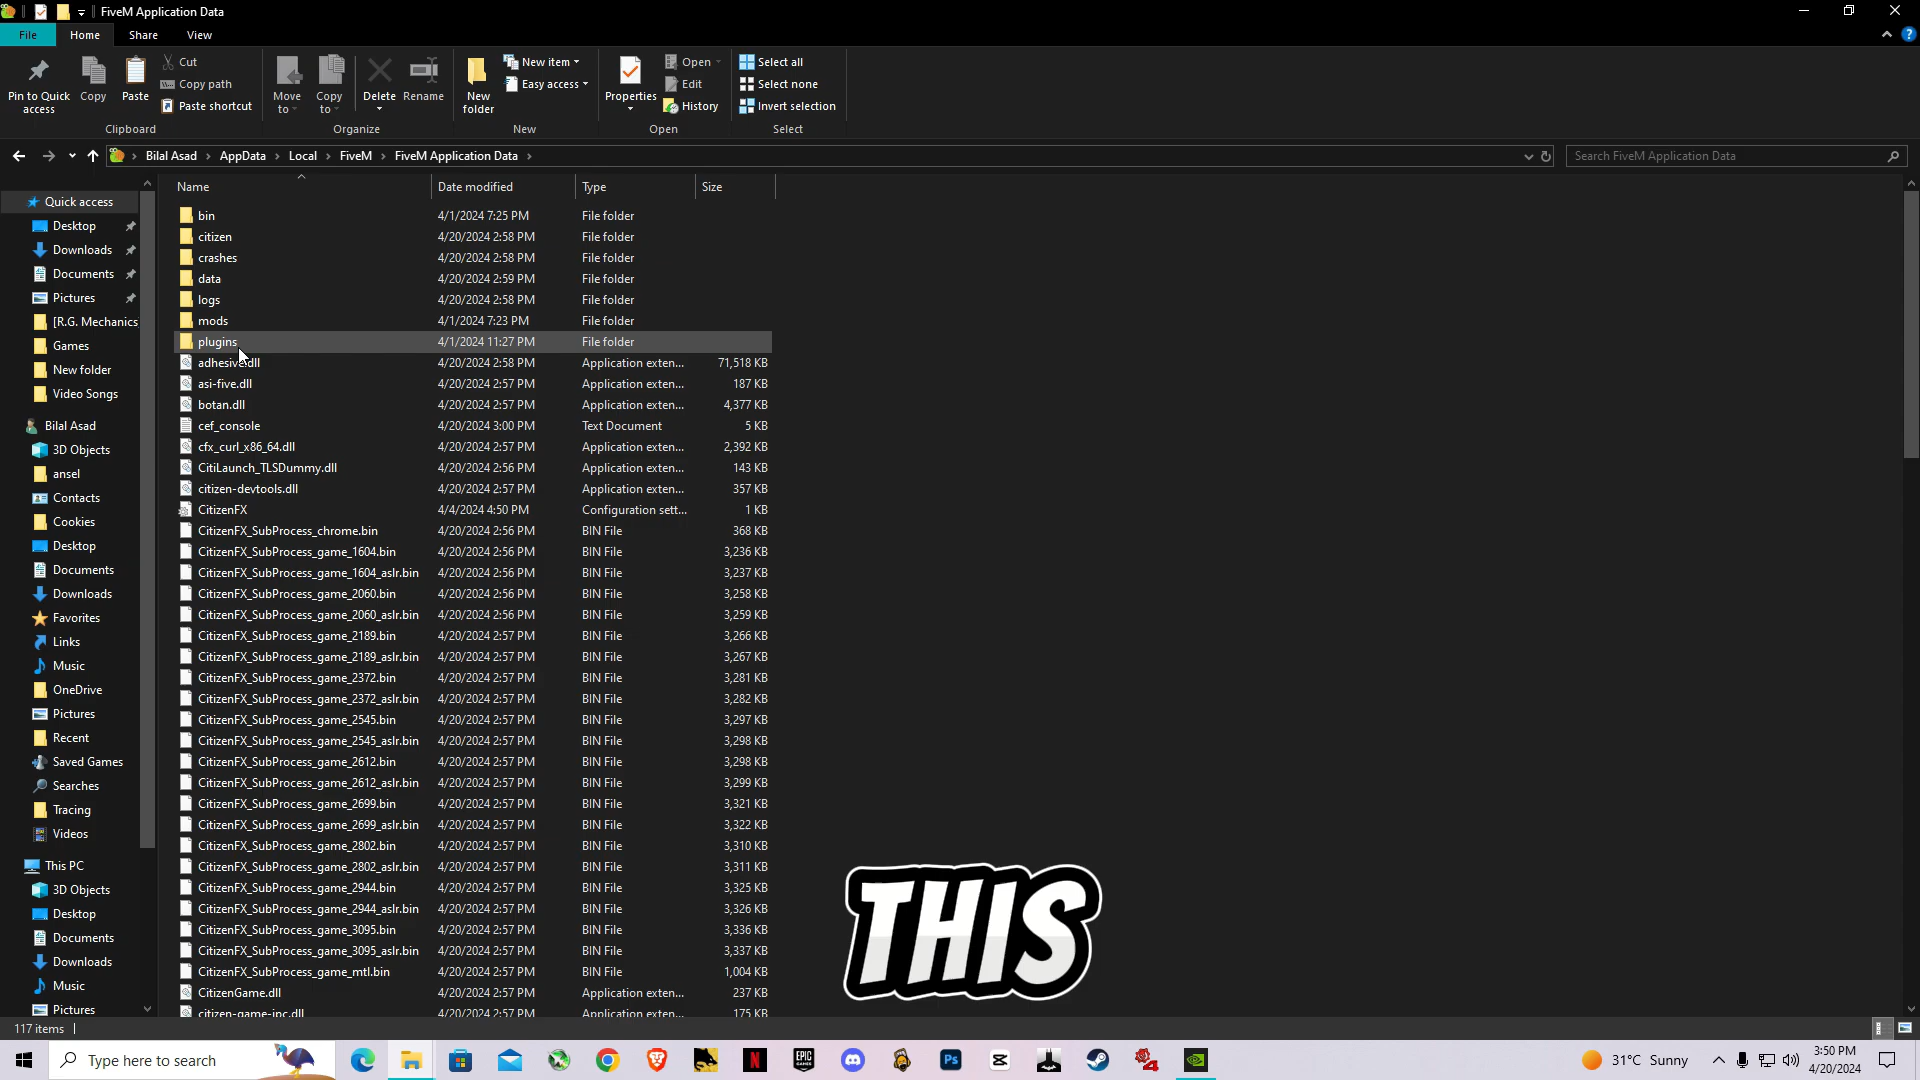 FiveM Application Data
File Home Share View
Pin to Quick access
Copy
Paste
Cut
Copy path
Paste shortcut
Move to
Copy to
Delete
Rename
New folder
New item
Easy access
Properties
Open
Edit
History
Select all
Select none
Invert selection
Clipboard Organize New Open Select
Bilal Asad AppData Local FiveM FiveM Application Data
Search FiveM Application Data
Quick access
Desktop
Downloads
Documents
Pictures
[R.G. Mechanics
Games
New folder
Video Songs
Bilal Asad
3D Objects
ansel
Contacts
Cookies
Desktop
Documents
Downloads
Favorites
Links
Music
OneDrive
Pictures
Recent
Saved Games
Searches
Tracing
Videos
This PC
3D Objects
Desktop
Documents
Downloads
Music
Pictures
Name Date modified Type Size
bin 4/1/2024 7:25 PM File folder
citizen 4/20/2024 2:58 PM File folder
crashes 4/20/2024 2:58 PM File folder
data 4/20/2024 2:59 PM File folder
logs 4/20/2024 2:58 PM File folder
mods 4/1/2024 7:23 PM File folder
plugins 4/1/2024 11:27 PM File folder
adhesive.dll 4/20/2024 2:58 PM Application exten... 71,518 KB
asi-five.dll 4/20/2024 2:57 PM Application exten... 187 KB
botan.dll 4/20/2024 2:57 PM Application exten... 4,377 KB
cef_console 4/20/2024 3:00 PM Text Document 5 KB
cfx_curl_x86_64.dll 4/20/2024 2:57 PM Application exten... 2,392 KB
CitiLaunch_TLSDummy.dll 4/20/2024 2:56 PM Application exten... 143 KB
citizen-devtools.dll 4/20/2024 2:57 PM Application exten... 357 KB
CitizenFX 4/4/2024 4:50 PM Configuration sett... 1 KB
CitizenFX_SubProcess_chrome.bin 4/20/2024 2:56 PM BIN File 368 KB
CitizenFX_SubProcess_game_1604.bin 4/20/2024 2:56 PM BIN File 3,236 KB
CitizenFX_SubProcess_game_1604_aslr.bin 4/20/2024 2:56 PM BIN File 3,237 KB
CitizenFX_SubProcess_game_2060.bin 4/20/2024 2:56 PM BIN File 3,258 KB
CitizenFX_SubProcess_game_2060_aslr.bin 4/20/2024 2:56 PM BIN File 3,259 KB
CitizenFX_SubProcess_game_2189.bin 4/20/2024 2:57 PM BIN File 3,266 KB
CitizenFX_SubProcess_game_2189_aslr.bin 4/20/2024 2:57 PM BIN File 3,267 KB
CitizenFX_SubProcess_game_2372.bin 4/20/2024 2:57 PM BIN File 3,281 KB
CitizenFX_SubProcess_game_2372_aslr.bin 4/20/2024 2:57 PM BIN File 3,282 KB
CitizenFX_SubProcess_game_2545.bin 4/20/2024 2:57 PM BIN File 3,297 KB
CitizenFX_SubProcess_game_2545_aslr.bin 4/20/2024 2:57 PM BIN File 3,298 KB
CitizenFX_SubProcess_game_2612.bin 4/20/2024 2:57 PM BIN File 3,298 KB
CitizenFX_SubProcess_game_2612_aslr.bin 4/20/2024 2:57 PM BIN File 3,299 KB
CitizenFX_SubProcess_game_2699.bin 4/20/2024 2:57 PM BIN File 3,321 KB
CitizenFX_SubProcess_game_2699_aslr.bin 4/20/2024 2:57 PM BIN File 3,322 KB
CitizenFX_SubProcess_game_2802.bin 4/20/2024 2:57 PM BIN File 3,310 KB
CitizenFX_SubProcess_game_2802_aslr.bin 4/20/2024 2:57 PM BIN File 3,311 KB
CitizenFX_SubProcess_game_2944.bin 4/20/2024 2:57 PM BIN File 3,325 KB
CitizenFX_SubProcess_game_2944_aslr.bin 4/20/2024 2:57 PM BIN File 3,326 KB
CitizenFX_SubProcess_game_3095.bin 4/20/2024 2:57 PM BIN File 3,336 KB
CitizenFX_SubProcess_game_3095_aslr.bin 4/20/2024 2:57 PM BIN File 3,337 KB
CitizenFX_SubProcess_game_mtl.bin 4/20/2024 2:57 PM BIN File 1,004 KB
CitizenGame.dll 4/20/2024 2:57 PM Application exten... 237 KB
citizen-game-ipc.dll 4/20/2024 2:57 PM Application exten... 175 KB
THIS
117 items
Type here to search
31°C Sunny
3:50 PM
4/20/2024